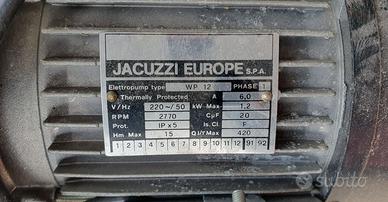 JACUZZI EUROPE S.P.A.
Elettropump type WP 12 PHASE 1
Thermally Protected A 6,0
V/Hz 220~/50 kW Max 1,2
RPM 2770 CµF 20
Prot. IP x5 Is. Cl. F
Hm Max 15 Q l/1' Max 420
1 2 3 4 5 6 7 8 9 10 11 12 91 92
subito